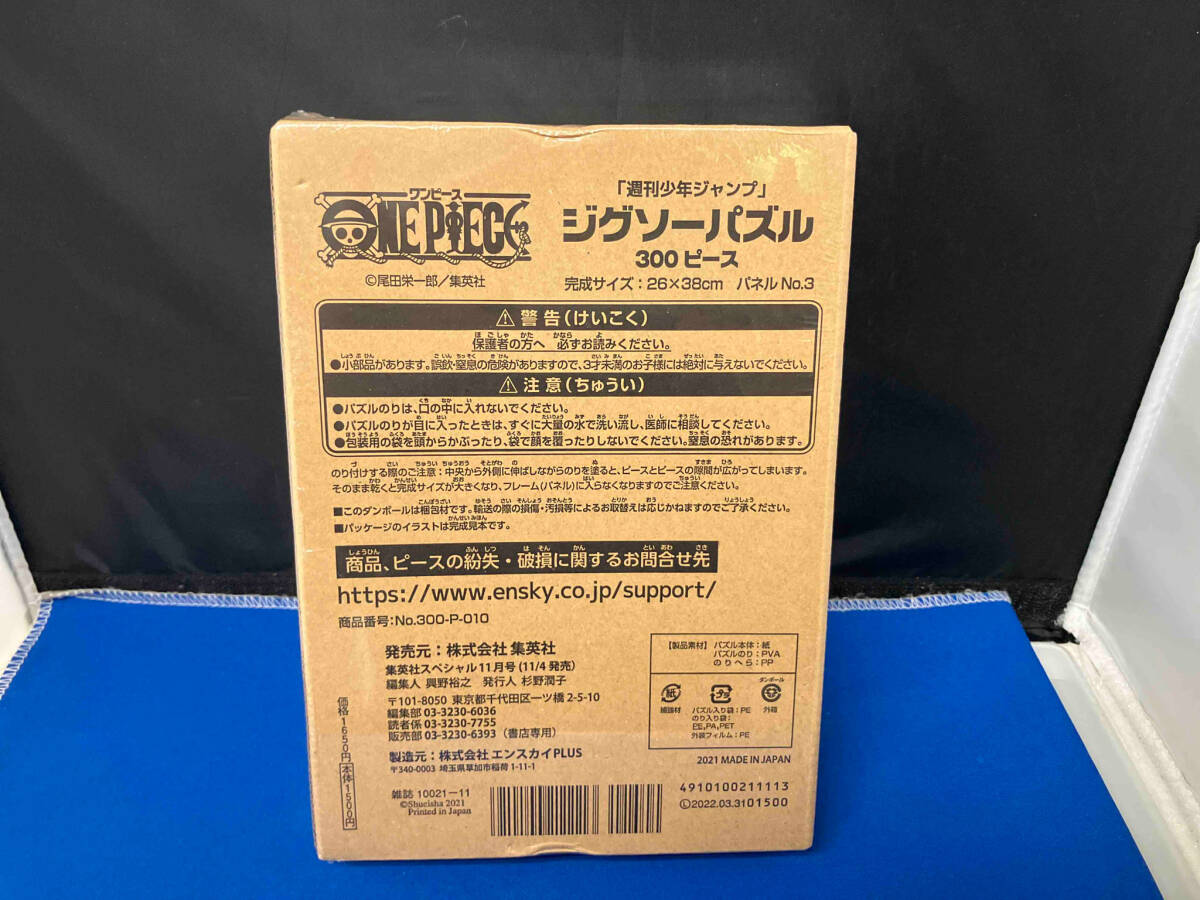 ワンピース
ONE PIECE
©尾田栄一郎／集英社
「週刊少年ジャンプ」
ジグソーパズル
300ピース
完成サイズ：26×38cm パネルNo.3
⚠警告（けいこく）
保護者の方へ 必ずお読みください。
●小部品があります。誤飲・窒息の危険がありますので、3才未満のお子様には絶対に与えないでください。
⚠注意（ちゅうい）
●パズルのりは、口の中に入れないでください。
●パズルのりが目に入ったときは、すぐに大量の水で洗い流し、医師に相談してください。
●包装用の袋を頭からかぶったり、袋で顔を覆ったりしないでください。窒息の恐れがあります。
のり付けする際のご注意：中央から外側に伸ばしながらのりを塗ると、ピースとピースの隙間が広がってしまいます。
そのまま乾くと完成サイズが大きくなり、フレーム（パネル）に入らなくなりますのでご注意ください。
■このダンボールは梱包材です。輸送の際の損傷・汚損等によるお取替えは応じかねますのでご了承ください。
■パッケージのイラストは完成見本です。
商品、ピースの紛失・破損に関するお問合せ先
https://www.ensky.co.jp/support/
商品番号：No.300-P-010
発売元：株式会社 集英社
集英社スペシャル11月号（11/4発売）
編集人 興野裕之 発行人 杉野潤子
〒101-8050 東京都千代田区一ツ橋2-5-10
編集部 03-3230-6036
読者係 03-3230-7755
販売部 03-3230-6393（書店専用）
製造元：株式会社 エンスカイPLUS
〒340-0003 埼玉県草加市稲荷1-11-1
価格1650円 本体1500円
【製品素材】パズル本体：紙
パズルのり：PVA
のりへら：PP
ダンボール
紙
プラ
補強材
パズル入り袋：PE
のり入り袋：
PE,PA,PET
外装フィルム：PE
外箱
2021 MADE IN JAPAN
雑誌 10021-11
©Shueisha 2021
Printed in Japan
4910100211113
Ⓛ2022.03.31 01500